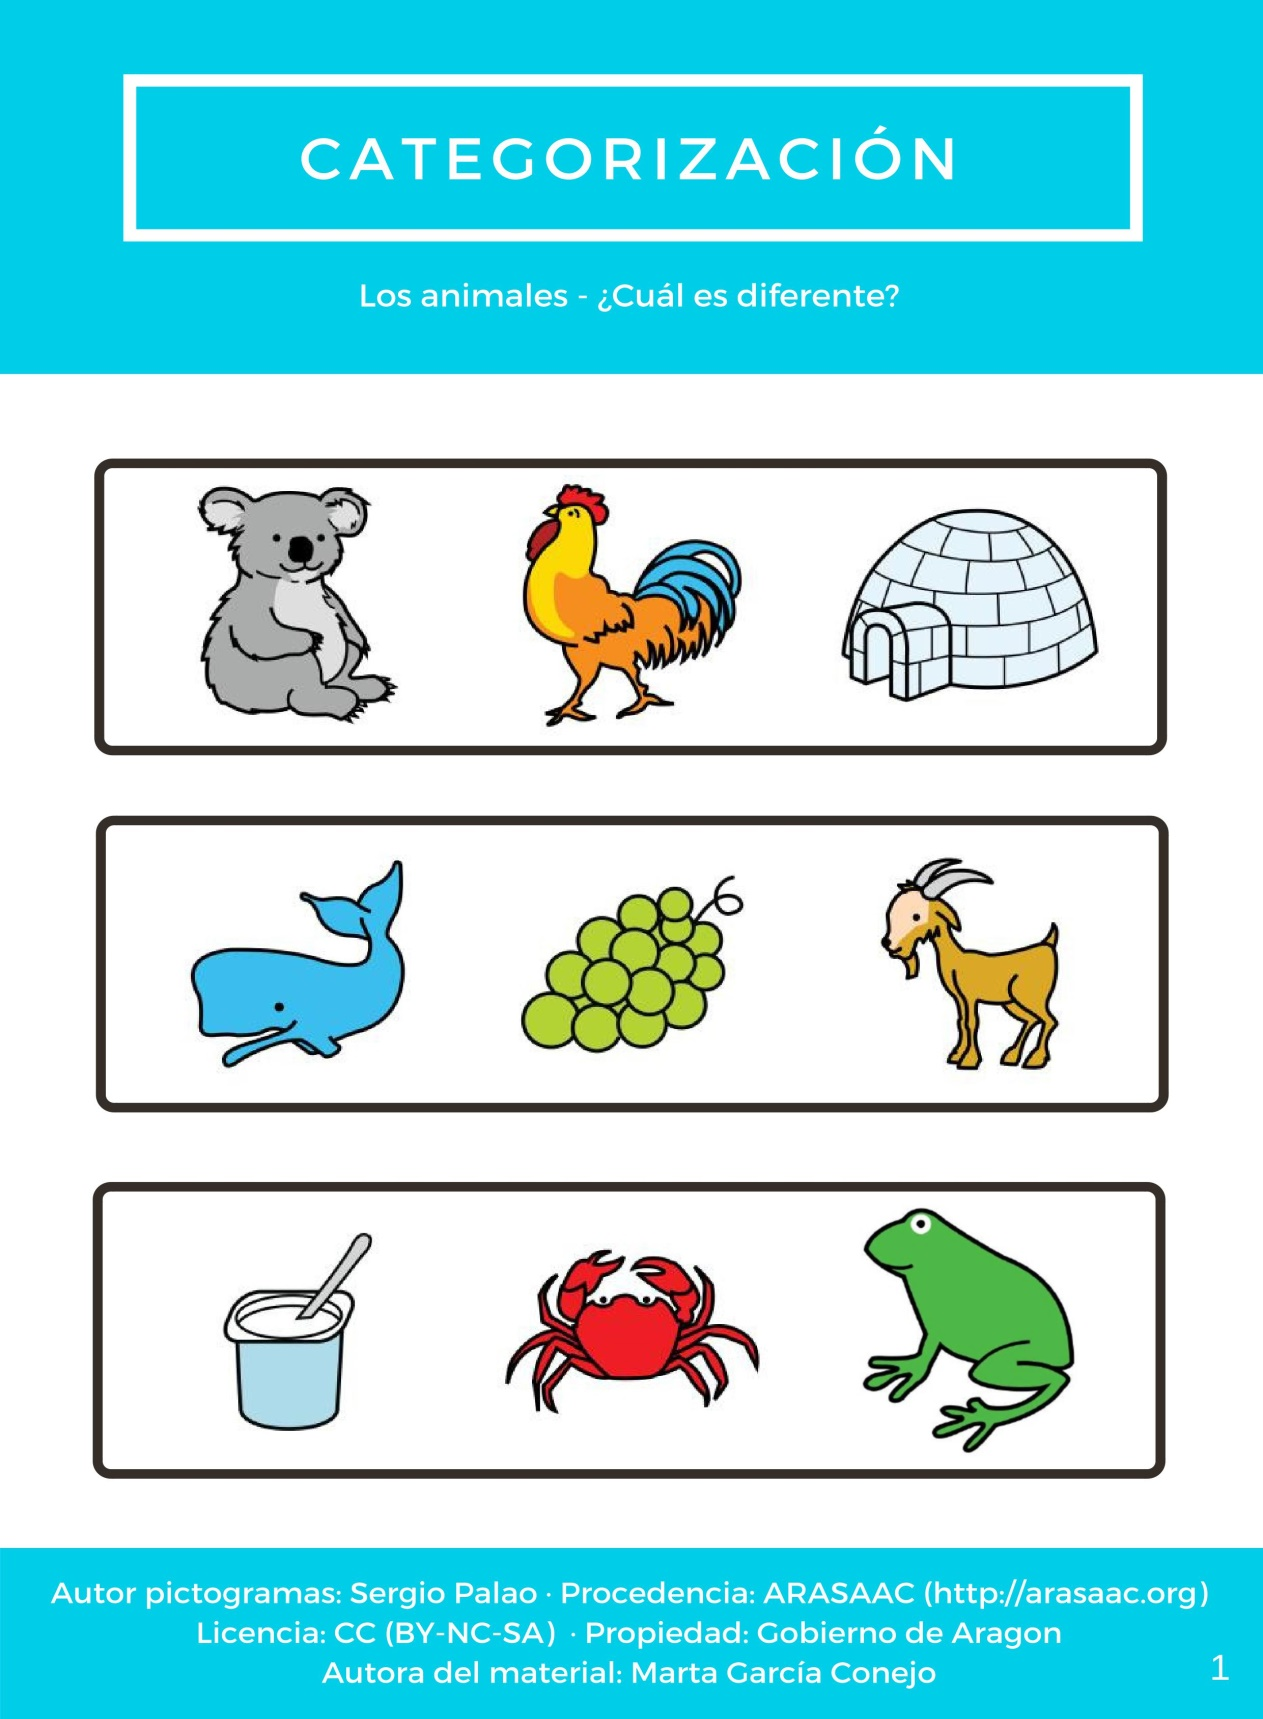 CATEGORIZACIÓN
Los animales - ¿Cuál es diferente?
Autor pictogramas: Sergio Palao · Procedencia: ARASAAC (http://arasaac.org)
Licencia: CC (BY-NC-SA) · Propiedad: Gobierno de Aragon
Autora del material: Marta García Conejo
1